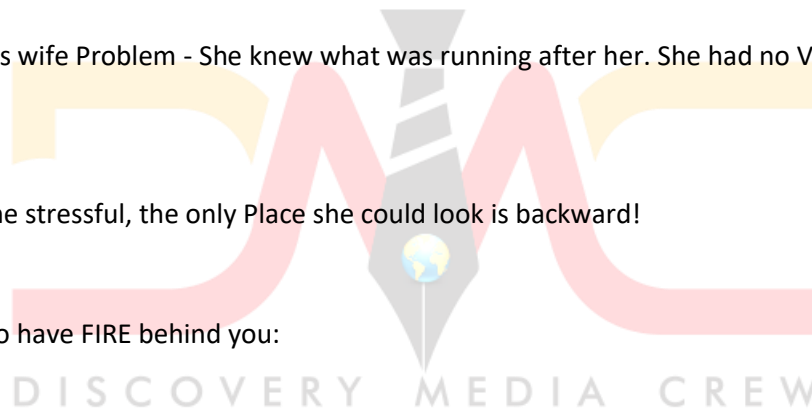 s wife Problem - She knew what was running after her. She had no V
ne stressful, the only Place she could look is backward!
o have FIRE behind you:
DISCOVERY MEDIA CREW